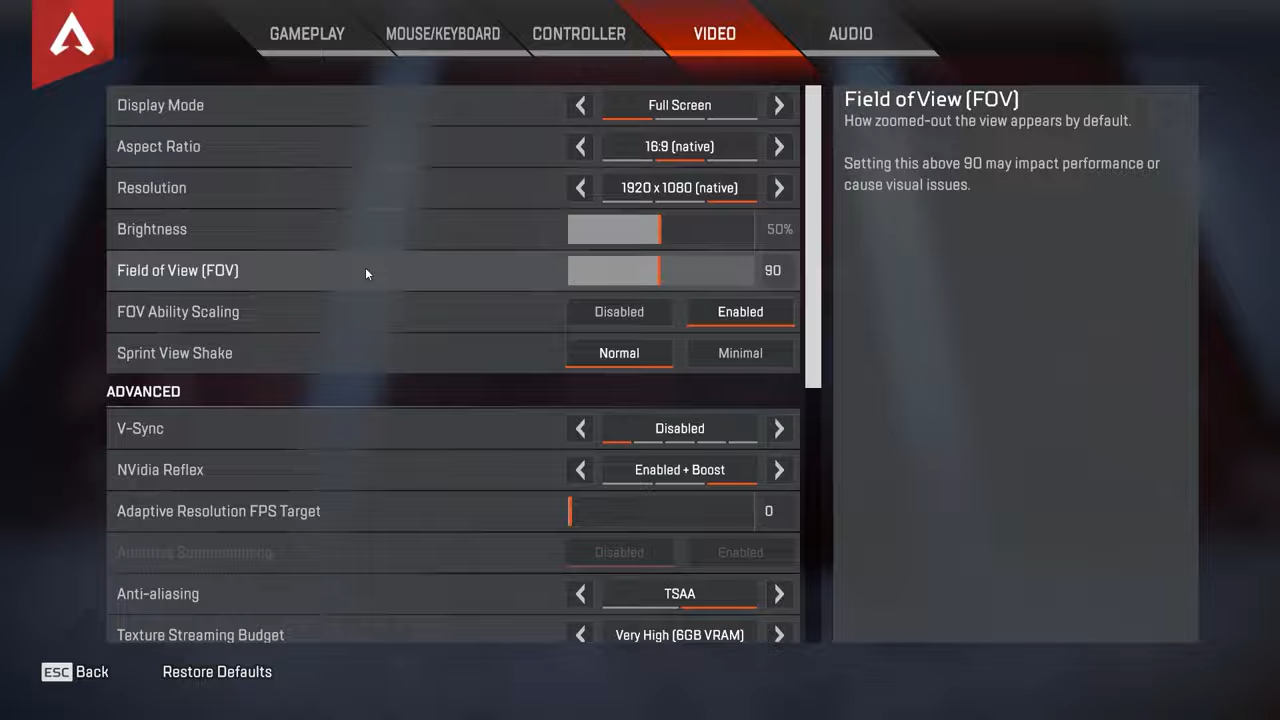 GAMEPLAY MOUSE/KEYBOARD CONTROLLER VIDEO AUDIO
Display Mode Full Screen
Aspect Ratio 16:9 (native)
Resolution 1920 x 1080 (native)
Brightness 50%
Field of View (FOV) 90
FOV Ability Scaling Disabled Enabled
Sprint View Shake Normal Minimal
ADVANCED
V-Sync Disabled
NVidia Reflex Enabled + Boost
Adaptive Resolution FPS Target 0
Disabled Enabled
Anti-aliasing TSAA
Texture Streaming Budget Very High (6GB VRAM)
Field of View (FOV)
How zoomed-out the view appears by default.
Setting this above 90 may impact performance or
cause visual issues.
ESC Back Restore Defaults